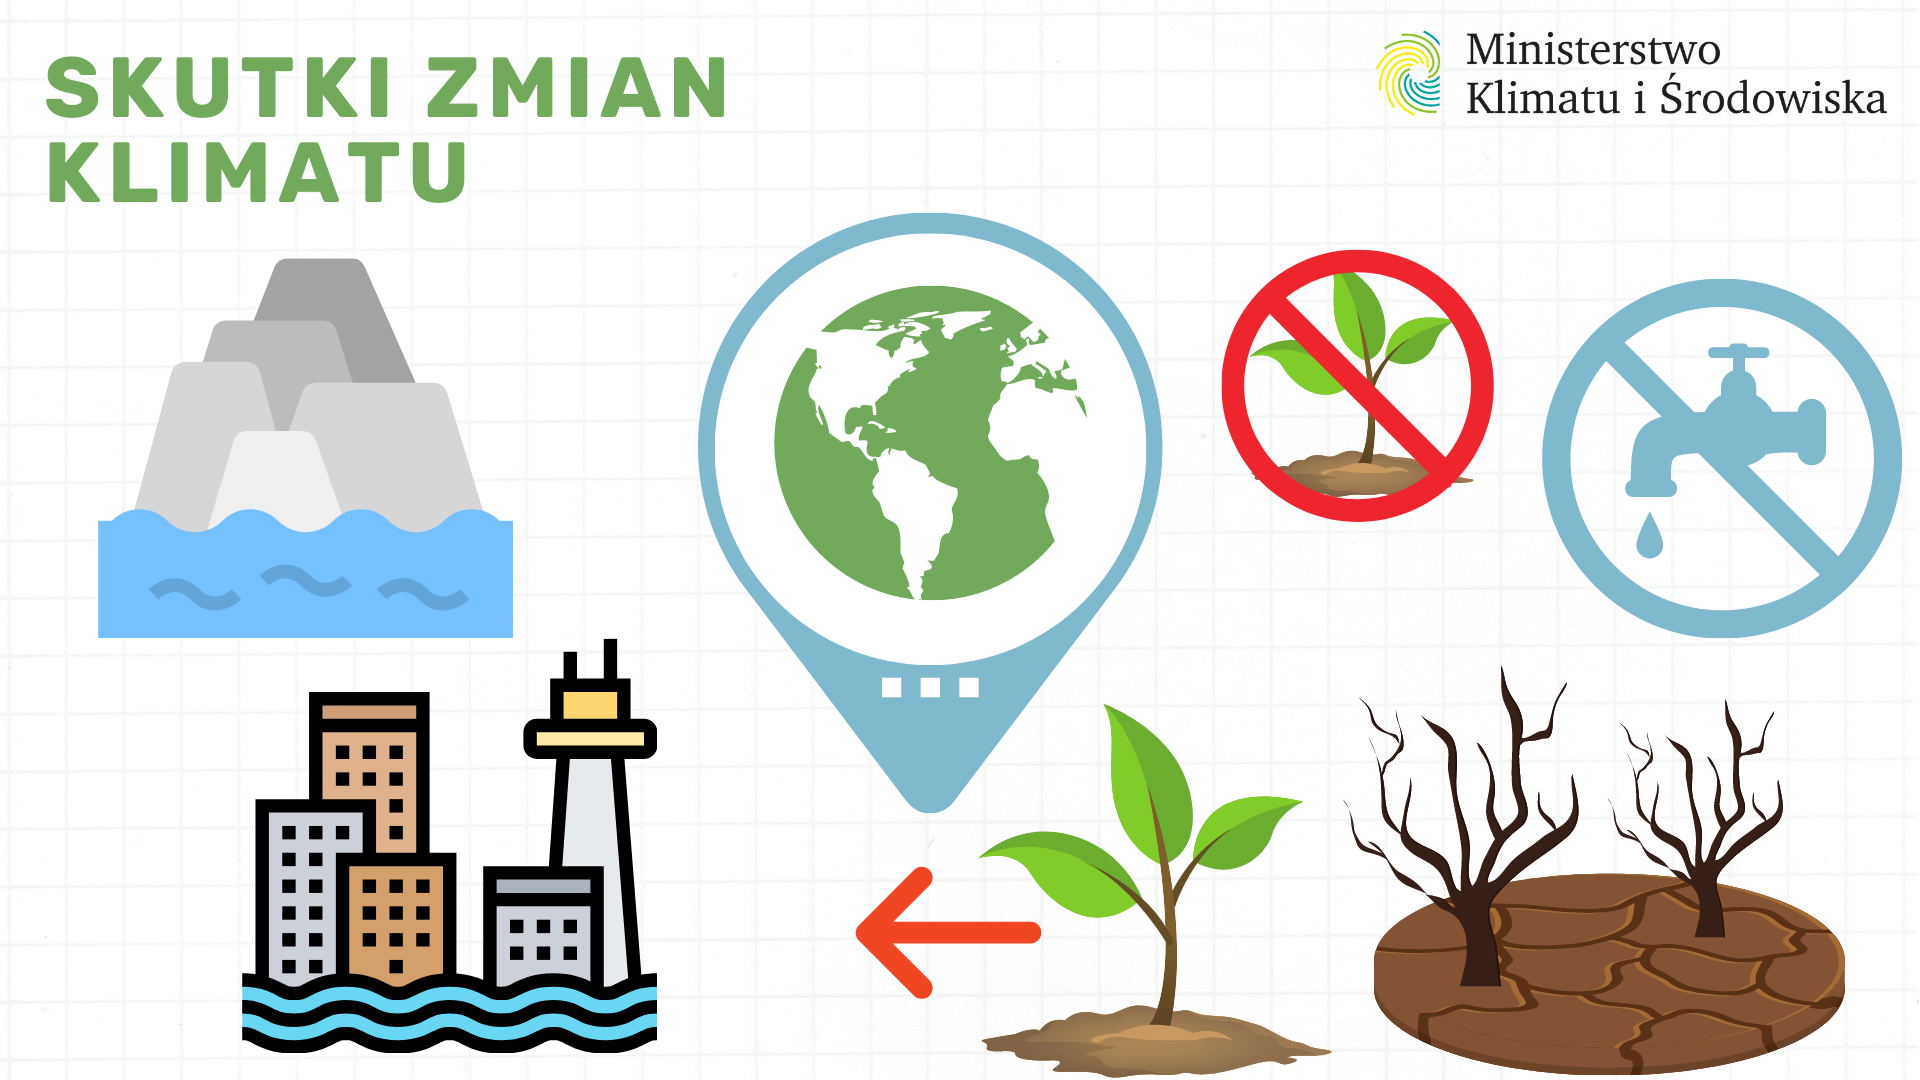 SKUTKI ZMIAN
KLIMATU
Ministerstwo
Klimatu i Środowiska